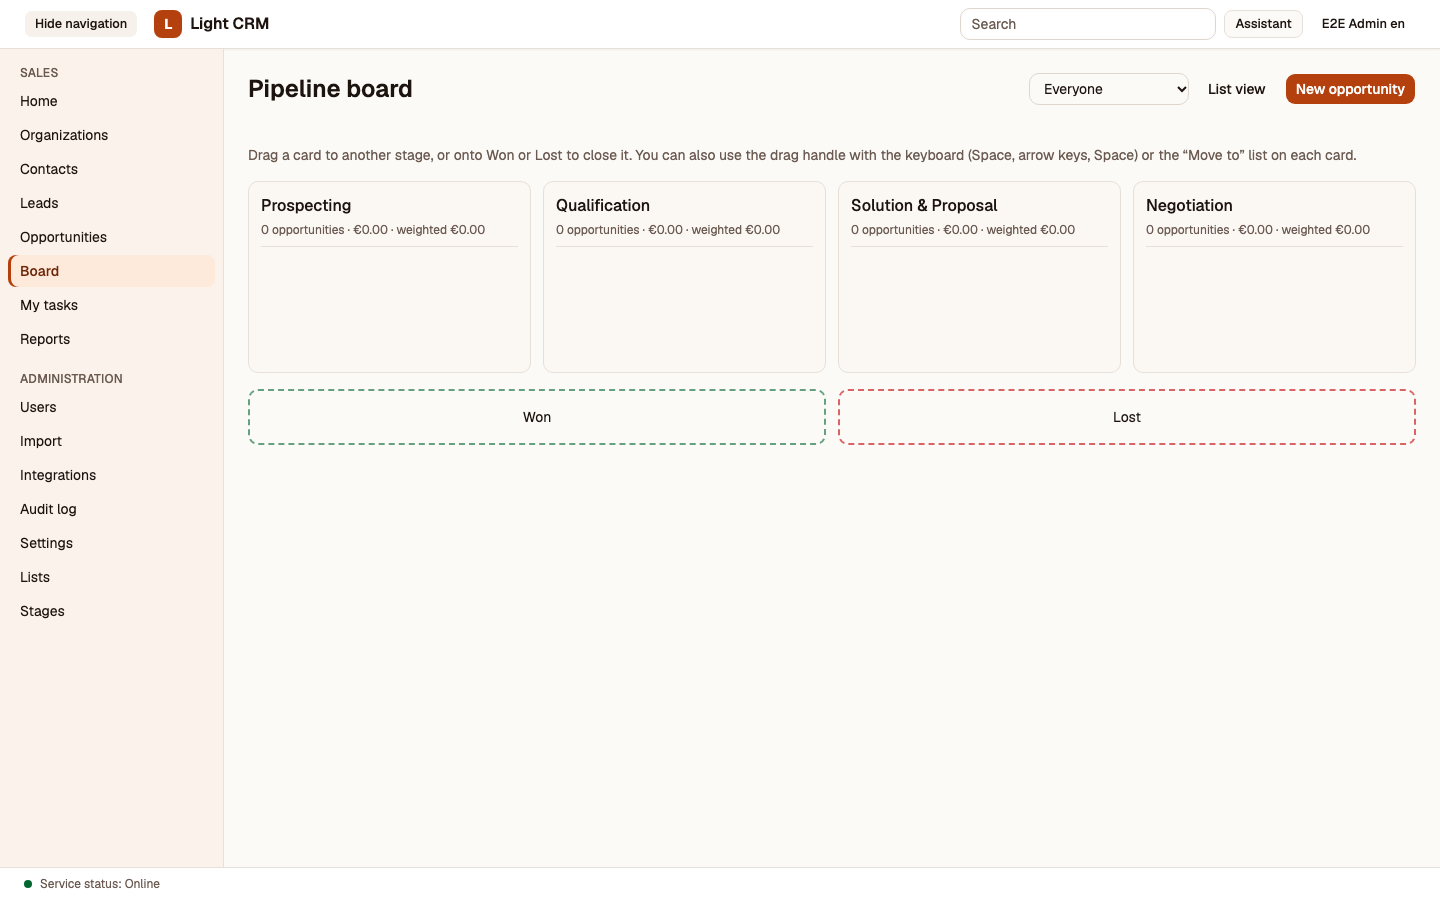 Hide navigation
L
Light CRM
Search
Assistant
E2E Admin en
SALES
Home
Organizations
Contacts
Leads
Opportunities
Board
My tasks
Reports
ADMINISTRATION
Users
Import
Integrations
Audit log
Settings
Lists
Stages
Pipeline board
Everyone
List view
New opportunity
Drag a card to another stage, or onto Won or Lost to close it. You can also use the drag handle with the keyboard (Space, arrow keys, Space) or the “Move to” list on each card.
Prospecting
0 opportunities · €0.00 · weighted €0.00
Qualification
0 opportunities · €0.00 · weighted €0.00
Solution & Proposal
0 opportunities · €0.00 · weighted €0.00
Negotiation
0 opportunities · €0.00 · weighted €0.00
Won
Lost
Service status: Online